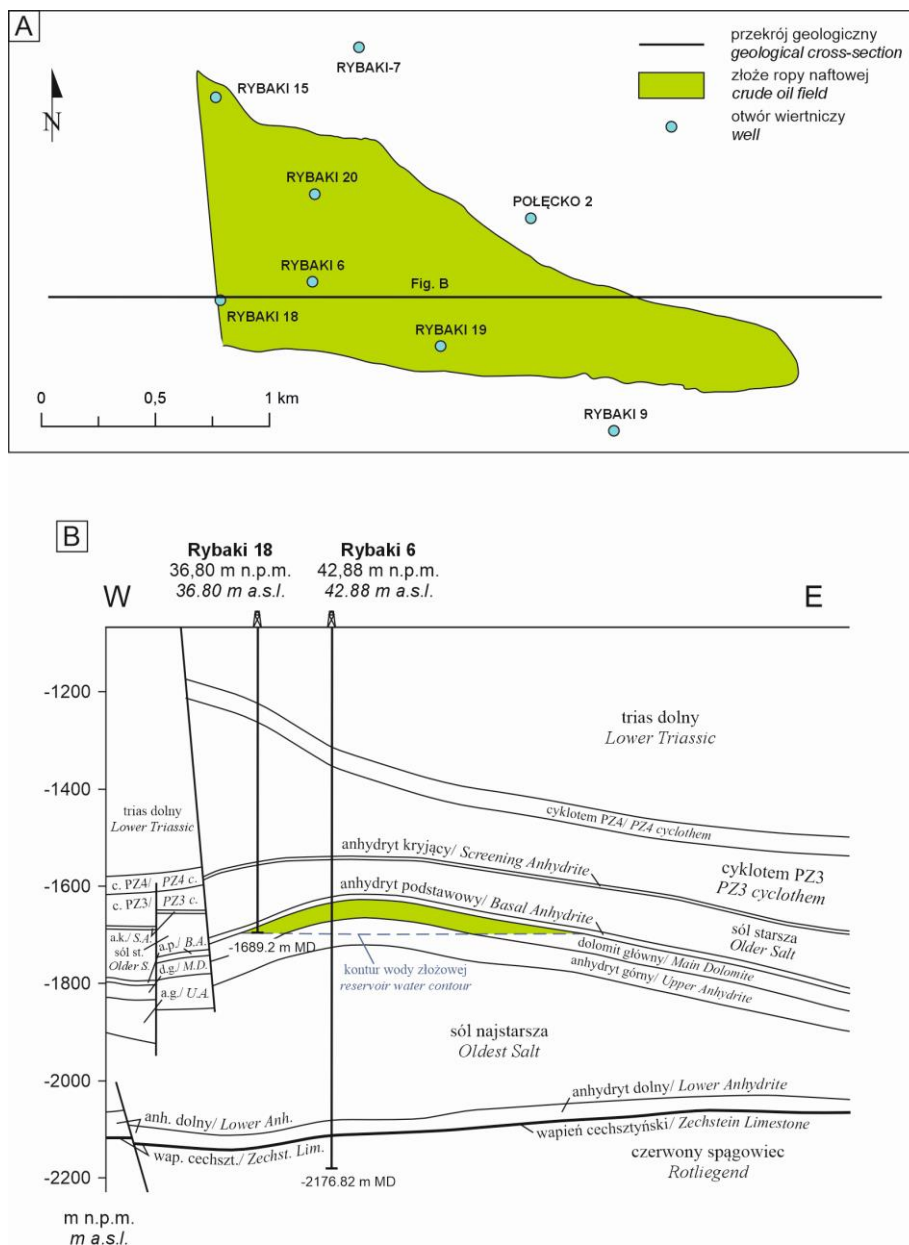 A
przekrój geologiczny
geological cross-section
złoże ropy naftowej
crude oil field
otwór wiertniczy
well
N
RYBAKI-7
RYBAKI 15
RYBAKI 20
POŁĘCKO 2
RYBAKI 6
Fig. B
RYBAKI 18
RYBAKI 19
RYBAKI 9
0 0,5 1 km
B
Rybaki 18
36,80 m n.p.m.
36.80 m a.s.l.
Rybaki 6
42,88 m n.p.m.
42.88 m a.s.l.
W
E
-1200
-1400
-1600
-1800
-2000
-2200
m n.p.m.
m a.s.l.
trias dolny
Lower Triassic
cyklotem PZ4/ PZ4 cyclothem
trias dolny
Lower Triassic
anhydryt kryjący/ Screening Anhydrite
cyklotem PZ3
PZ3 cyclothem
c. PZ4/ PZ4 c.
c. PZ3/ PZ3 c.
anhydryt podstawowy/ Basal Anhydrite
sól starsza
Older Salt
a.k./ S.A.
sól st.
Older S.
a.p./ B.A.
d.g./ M.D.
a.g./ U.A.
-1689.2 m MD
dolomit główny/ Main Dolomite
kontur wody złożowej
reservoir water contour
anhydryt górny/ Upper Anhydrite
sól najstarsza
Oldest Salt
anhydryt dolny/ Lower Anhydrite
anh. dolny/ Lower Anh.
wapień cechsztyński/ Zechstein Limestone
wap. cechszt./ Zechst. Lim.
czerwony spągowiec
Rotliegend
-2176.82 m MD